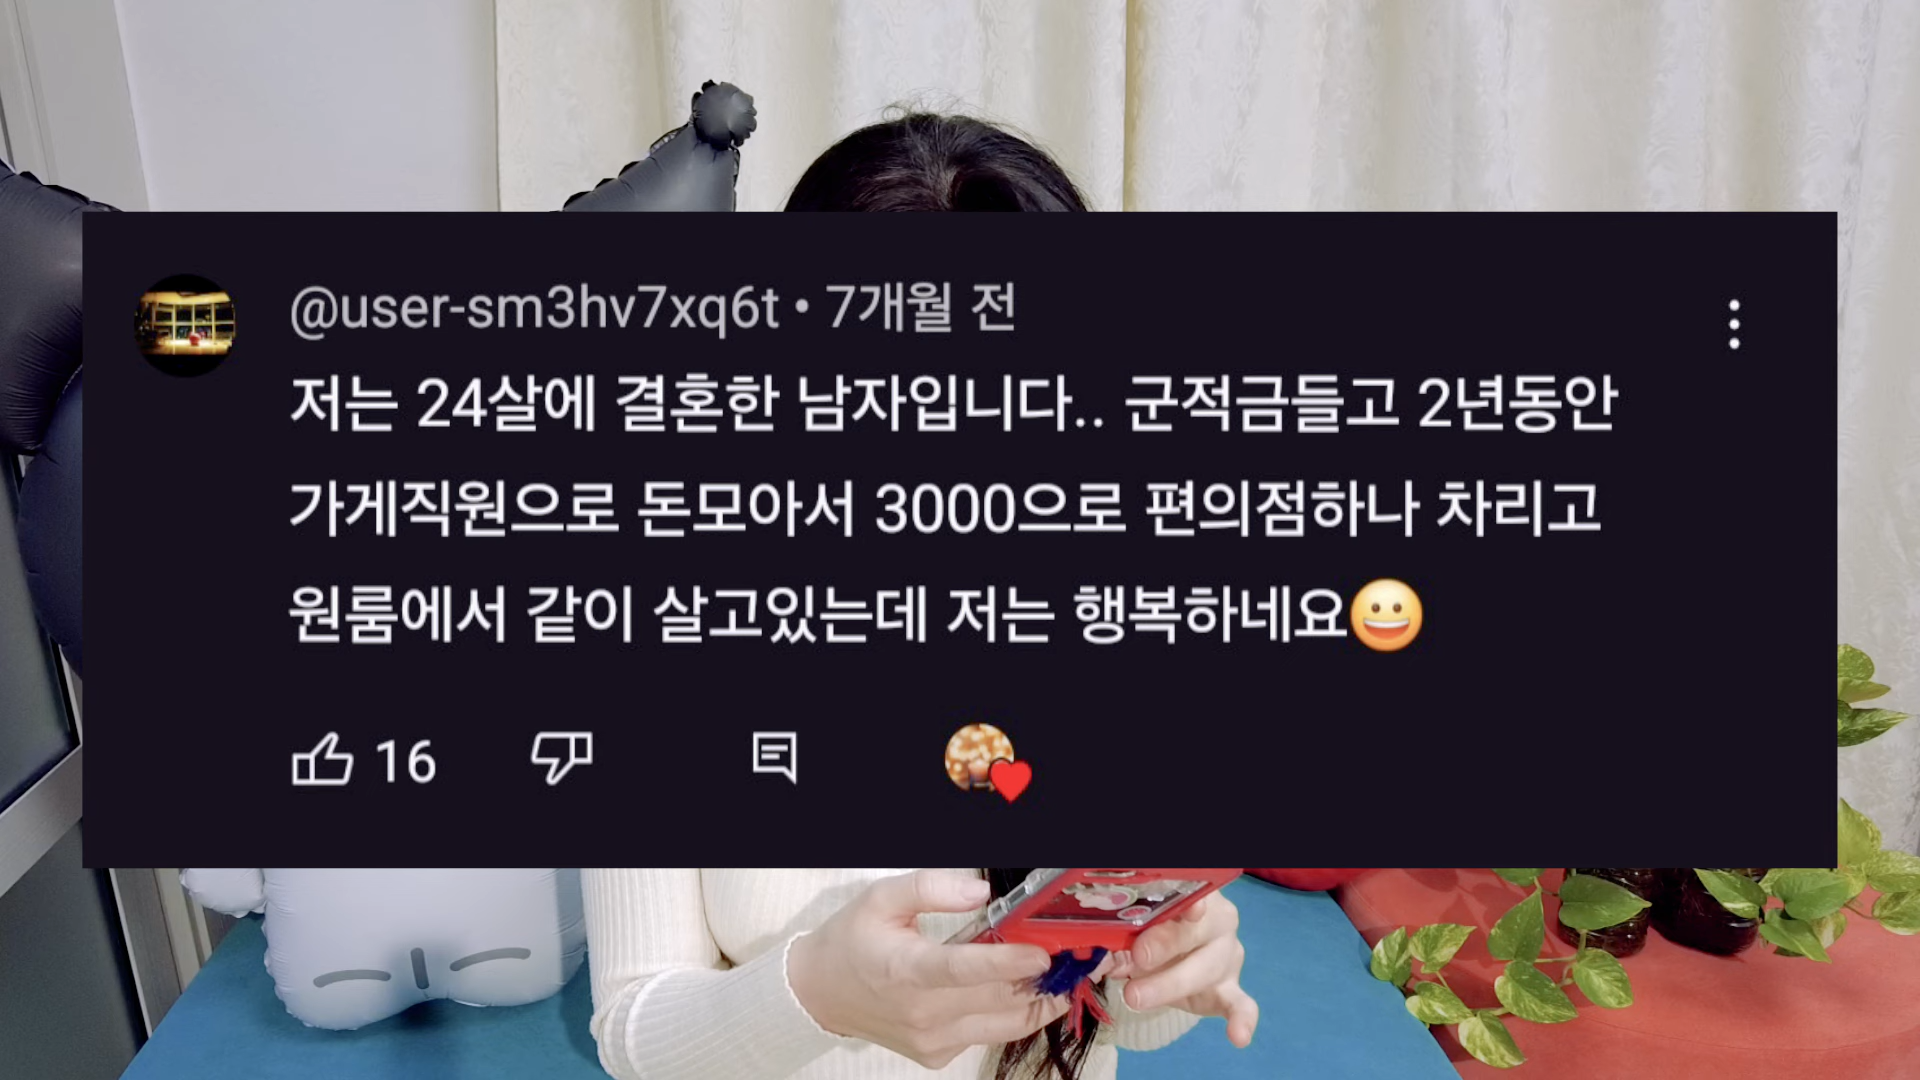 @user-sm3hv7xq6t • 7개월 전
저는 24살에 결혼한 남자입니다.. 군적금들고 2년동안
가게직원으로 돈모아서 3000으로 편의점하나 차리고
원룸에서 같이 살고있는데 저는 행복하네요😀
16